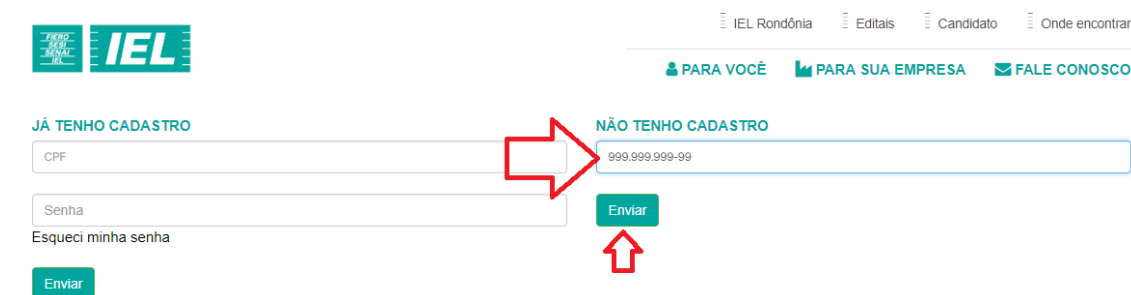 FIERO
SESI
SENAI
IEL
IEL
IEL Rondônia
Editais
Candidato
Onde encontrar
PARA VOCÊ
PARA SUA EMPRESA
FALE CONOSCO
JÁ TENHO CADASTRO
CPF
Senha
Esqueci minha senha
Enviar
NÃO TENHO CADASTRO
999.999.999-99
Enviar